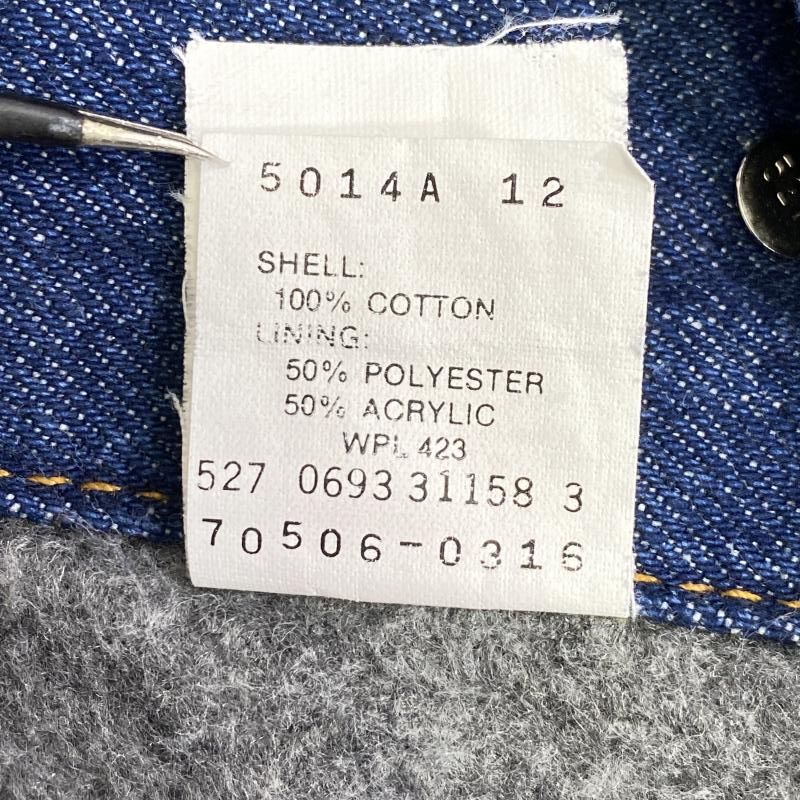 5014A 12
SHELL:
100% COTTON
LINING:
50% POLYESTER
50% ACRYLIC
WPL 423
527 0693 31158 3
70506-0316